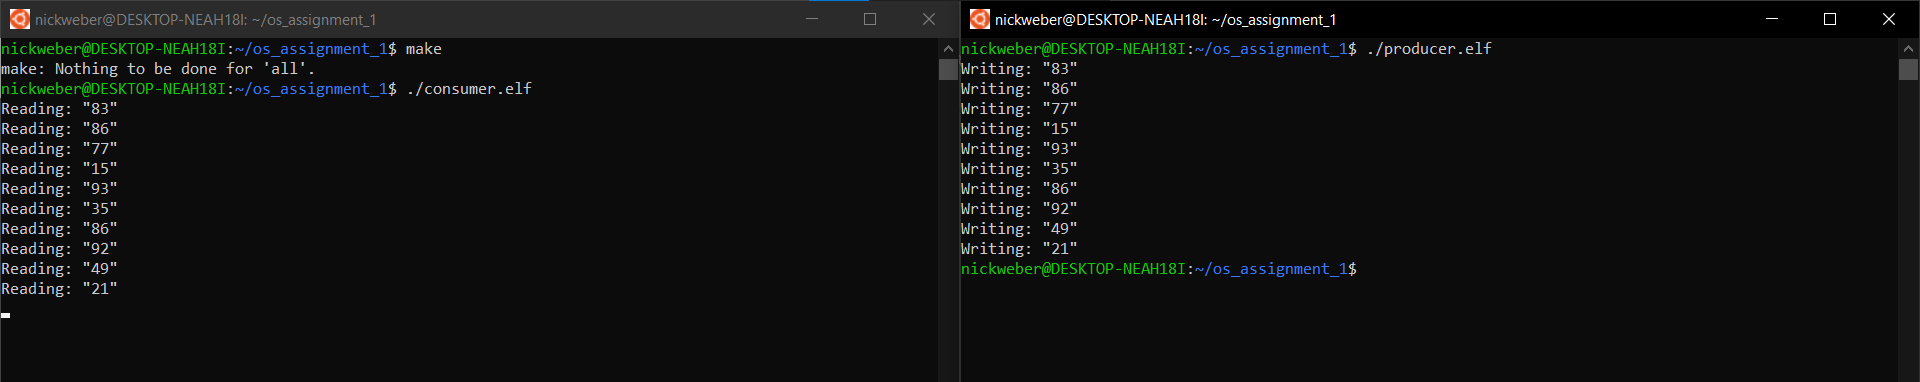 nickweber@DESKTOP-NEAH18I: ~/os_assignment_1
nickweber@DESKTOP-NEAH18I:~/os_assignment_1$ make
make: Nothing to be done for 'all'.
nickweber@DESKTOP-NEAH18I:~/os_assignment_1$ ./consumer.elf
Reading: "83"
Reading: "86"
Reading: "77"
Reading: "15"
Reading: "93"
Reading: "35"
Reading: "86"
Reading: "92"
Reading: "49"
Reading: "21"
nickweber@DESKTOP-NEAH18I: ~/os_assignment_1
nickweber@DESKTOP-NEAH18I:~/os_assignment_1$ ./producer.elf
Writing: "83"
Writing: "86"
Writing: "77"
Writing: "15"
Writing: "93"
Writing: "35"
Writing: "86"
Writing: "92"
Writing: "49"
Writing: "21"
nickweber@DESKTOP-NEAH18I:~/os_assignment_1$